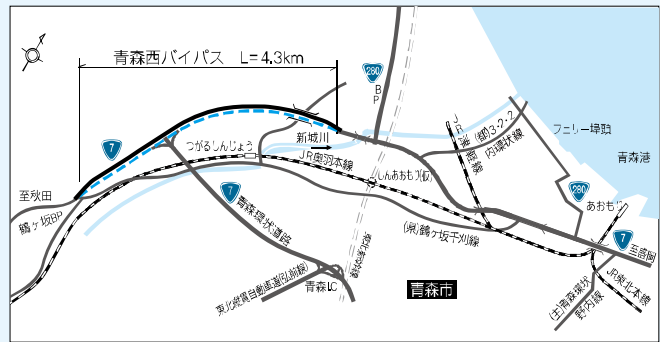 青森西バイパス L=4.3km
280
BP
7
新城川
つがるしんじょう
JR奥羽本線
至秋田
鶴ヶ坂BP
7
青森環状道路
しんあおもり(仮)
JR津軽線
(都)3・2・2
内環状線
フェリー埠頭
青森港
280
あおもり
7
至盛岡
(県)鶴ヶ坂千刈線
東北新幹線
東北縦貫自動車道(弘前線)
青森IC
青森市
JR東北本線
(主)青森環状
野内線